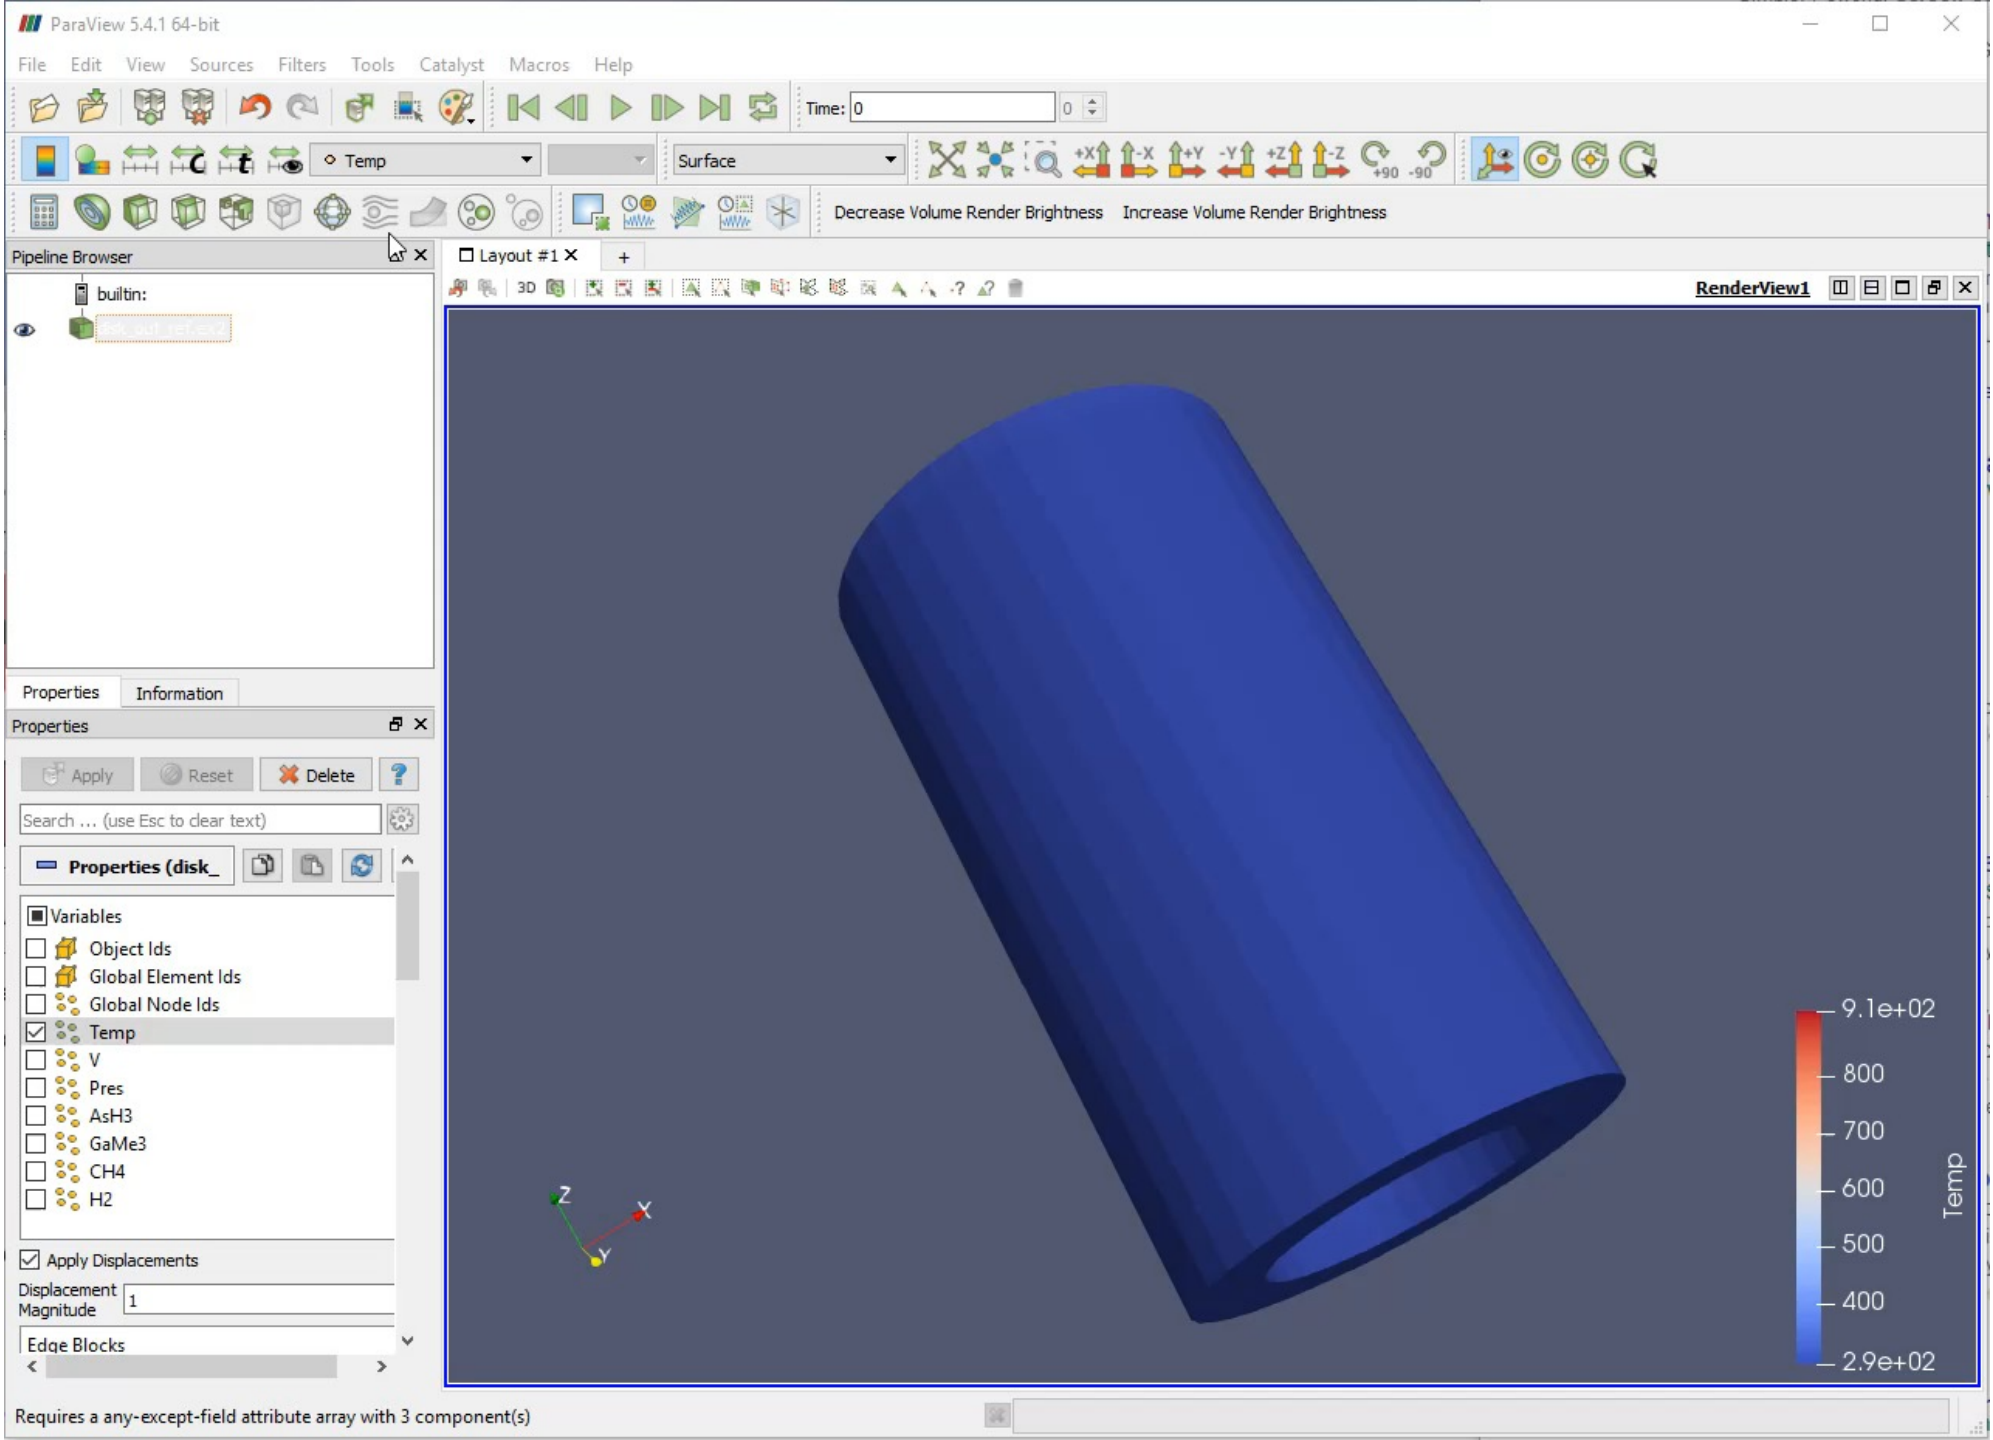 ParaView 5.4.1 64-bit
File Edit View Sources Filters Tools Catalyst Macros Help
Time: 0 0
Temp Surface +X -X +Y -Y +Z -Z +90 -90
Decrease Volume Render Brightness Increase Volume Render Brightness
Pipeline Browser
Layout #1
3D
RenderView1
builtin:
disk_out_ref.ex2
Properties Information
Properties
Apply Reset Delete ?
Search ... (use Esc to clear text)
Properties (disk_
Variables
Object Ids
Global Element Ids
Global Node Ids
Temp
V
Pres
AsH3
GaMe3
CH4
H2
Apply Displacements
Displacement
Magnitude 1
Edge Blocks
Z
X
Y
9.1e+02
800
700
600
500
400
2.9e+02
Temp
Requires a any-except-field attribute array with 3 component(s)